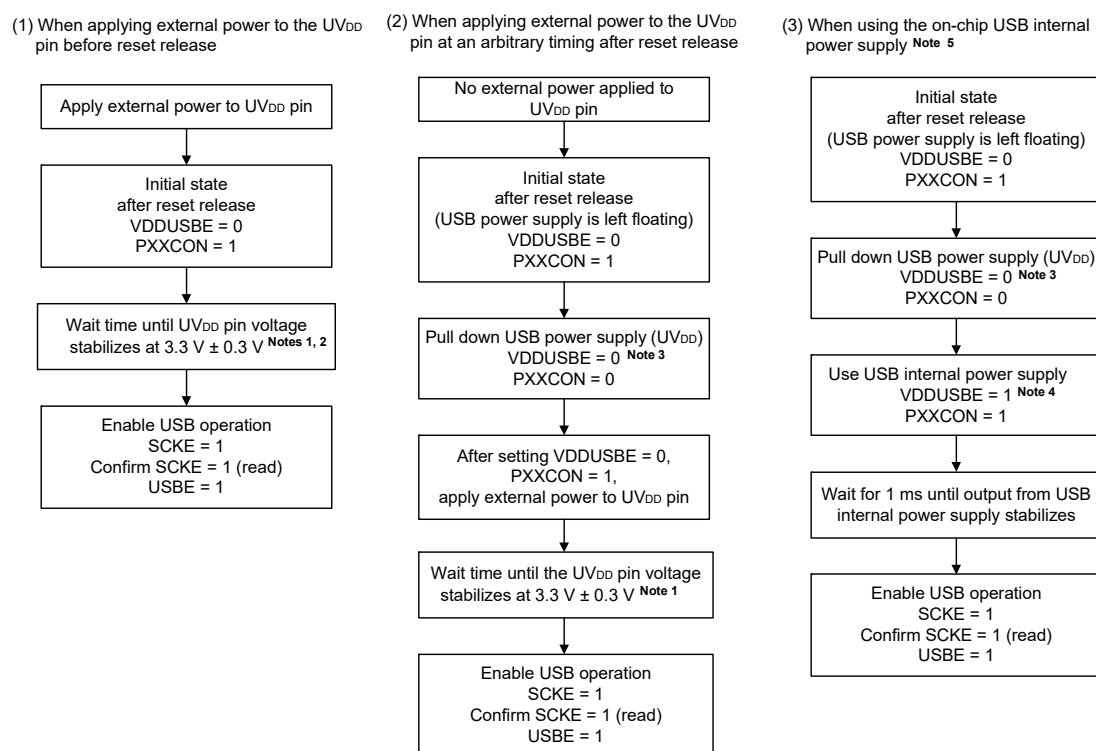 (1) When applying external power to the UVDD
pin before reset release
Apply external power to UVDD pin
Initial state
after reset release
VDDUSBE = 0
PXXCON = 1
Wait time until UVDD pin voltage
stabilizes at 3.3 V ± 0.3 V Notes 1, 2
Enable USB operation
SCKE = 1
Confirm SCKE = 1 (read)
USBE = 1
(2) When applying external power to the UVDD
pin at an arbitrary timing after reset release
No external power applied to
UVDD pin
Initial state
after reset release
(USB power supply is left floating)
VDDUSBE = 0
PXXCON = 1
Pull down USB power supply (UVDD)
VDDUSBE = 0 Note 3
PXXCON = 0
After setting VDDUSBE = 0,
PXXCON = 1,
apply external power to UVDD pin
Wait time until the UVDD pin voltage
stabilizes at 3.3 V ± 0.3 V Note 1
Enable USB operation
SCKE = 1
Confirm SCKE = 1 (read)
USBE = 1
(3) When using the on-chip USB internal
power supply Note 5
Initial state
after reset release
(USB power supply is left floating)
VDDUSBE = 0
PXXCON = 1
Pull down USB power supply (UVDD)
VDDUSBE = 0 Note 3
PXXCON = 0
Use USB internal power supply
VDDUSBE = 1 Note 4
PXXCON = 1
Wait for 1 ms until output from USB
internal power supply stabilizes
Enable USB operation
SCKE = 1
Confirm SCKE = 1 (read)
USBE = 1